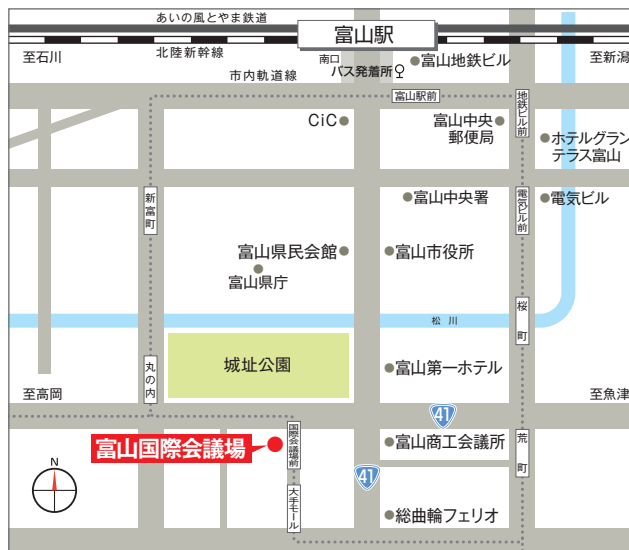 あいの風とやま鉄道
富山駅
至石川
北陸新幹線
南口
バス発着所
富山地鉄ビル
至新潟
市内軌道線
富山駅前
地鉄ビル前
CiC
富山中央
郵便局
ホテルグラン
テラス富山
新富町
富山中央署
電気ビル前
電気ビル
富山県民会館
富山市役所
富山県庁
桜町
松川
丸の内
城址公園
富山第一ホテル
至高岡
至魚津
41
富山国際会議場
国際会議場前
富山商工会議所
荒町
N
41
大手モール
総曲輪フェリオ